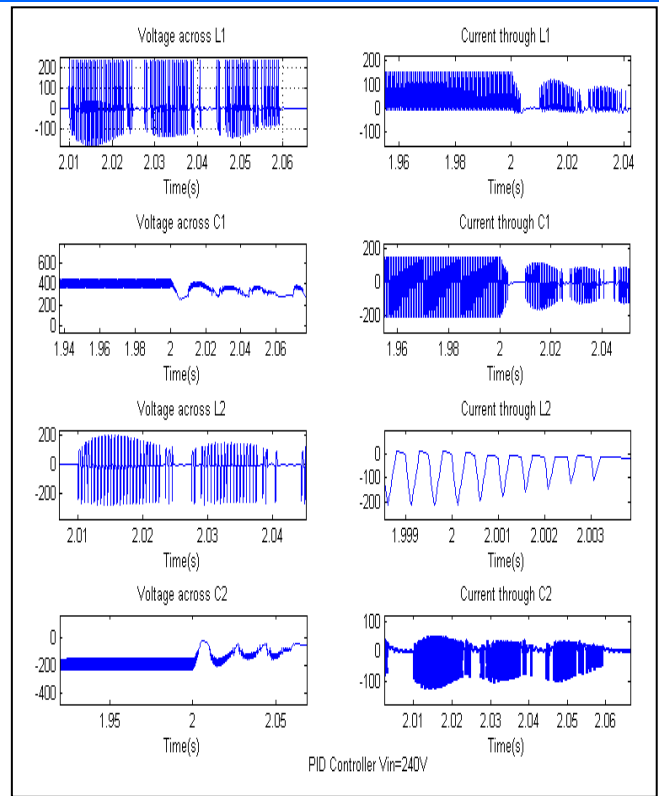 Voltage across L1
Current through L1
200
100
0
-100
2.01 2.02 2.03 2.04 2.05 2.06
Time(s)
200
100
0
-100
1.96 1.98 2 2.02 2.04
Time(s)
Voltage across C1
Current through C1
600
400
200
0
1.94 1.96 1.98 2 2.02 2.04 2.06
Time(s)
200
0
-200
1.96 1.98 2 2.02 2.04
Time(s)
Voltage across L2
Current through L2
200
0
-200
2.01 2.02 2.03 2.04
Time(s)
0
-100
-200
1.999 2 2.001 2.002 2.003
Time(s)
Voltage across C2
Current through C2
0
-200
-400
1.95 2 2.05
Time(s)
100
0
-100
2.01 2.02 2.03 2.04 2.05 2.06
Time(s)
PID Controller Vin=240V